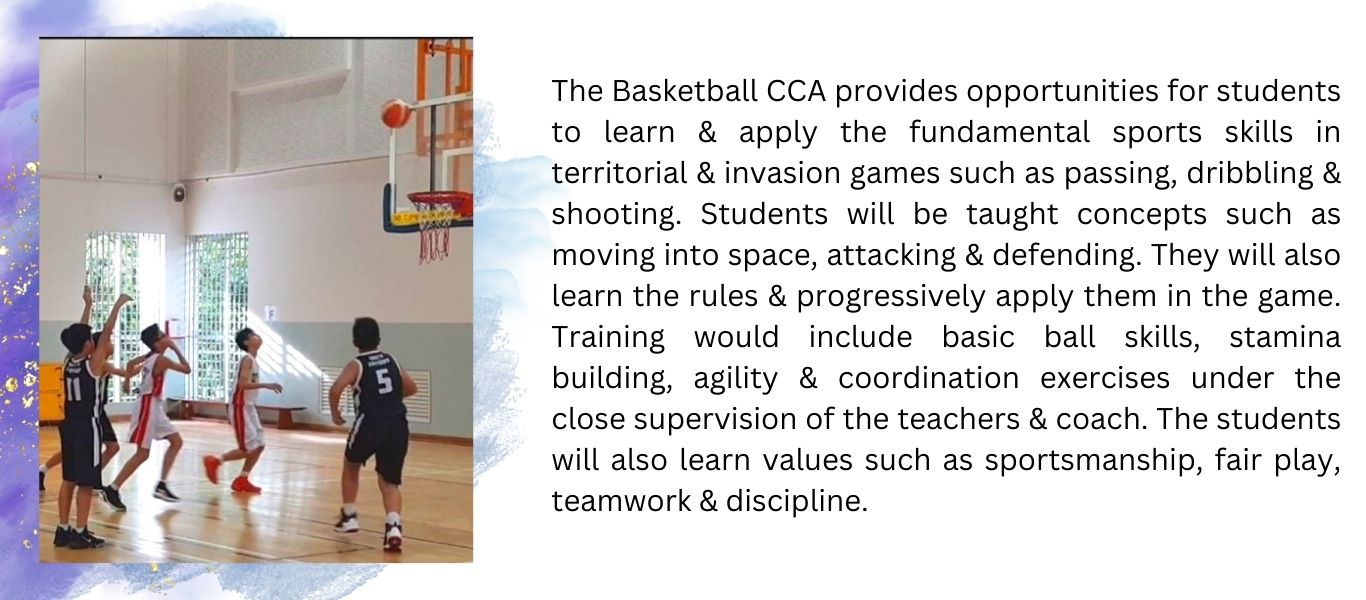 The Basketball CCA provides opportunities for students
to learn & apply the fundamental sports skills in
territorial & invasion games such as passing, dribbling &
shooting. Students will be taught concepts such as
moving into space, attacking & defending. They will also
learn the rules & progressively apply them in the game.
Training would include basic ball skills, stamina
building, agility & coordination exercises under the
close supervision of the teachers & coach. The students
will also learn values such as sportsmanship, fair play,
teamwork & discipline.
11
5
F